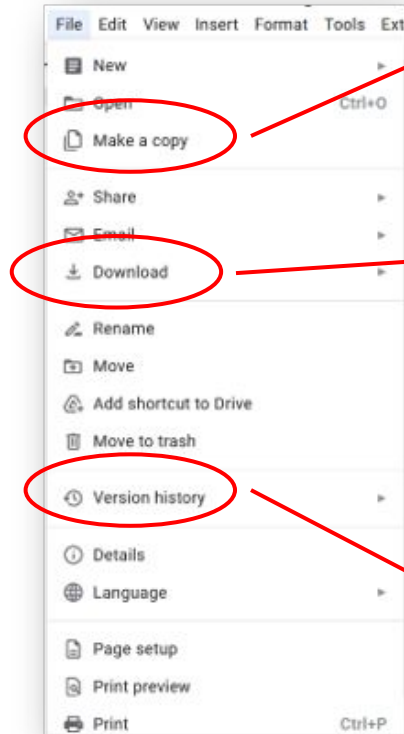 File Edit View Insert Format Tools Ext
New
Open Ctrl+O
Make a copy
Share
Email
Download
Rename
Move
Add shortcut to Drive
Move to trash
Version history
Details
Language
Page setup
Print preview
Print Ctrl+P